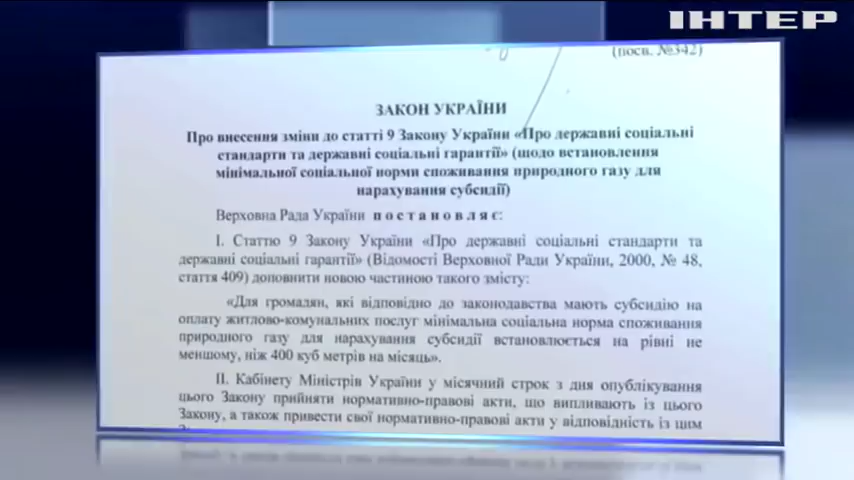 ІНТЕР
(посв. №342)
ЗАКОН УКРАЇНИ
Про внесення зміни до статті 9 Закону України «Про державні соціальні
стандарти та державні соціальні гарантії» (щодо встановлення
мінімальної соціальної норми споживання природного газу для
нарахування субсидії)
Верховна Рада України п о с т а н о в л я є:
І. Статтю 9 Закону України «Про державні соціальні стандарти та
державні соціальні гарантії» (Відомості Верховної Ради України, 2000, № 48,
стаття 409) доповнити новою частиною такого змісту:
«Для громадян, які відповідно до законодавства мають субсидію на
оплату житлово-комунальних послуг мінімальна соціальна норма споживання
природного газу для нарахування субсидії встановлюється на рівні не
меншому, ніж 400 куб метрів на місяць».
ІІ. Кабінету Міністрів України у місячний строк з дня опублікування
цього Закону прийняти нормативно-правові акти, що випливають із цього
Закону, а також привести свої нормативно-правові акти у відповідність із цим